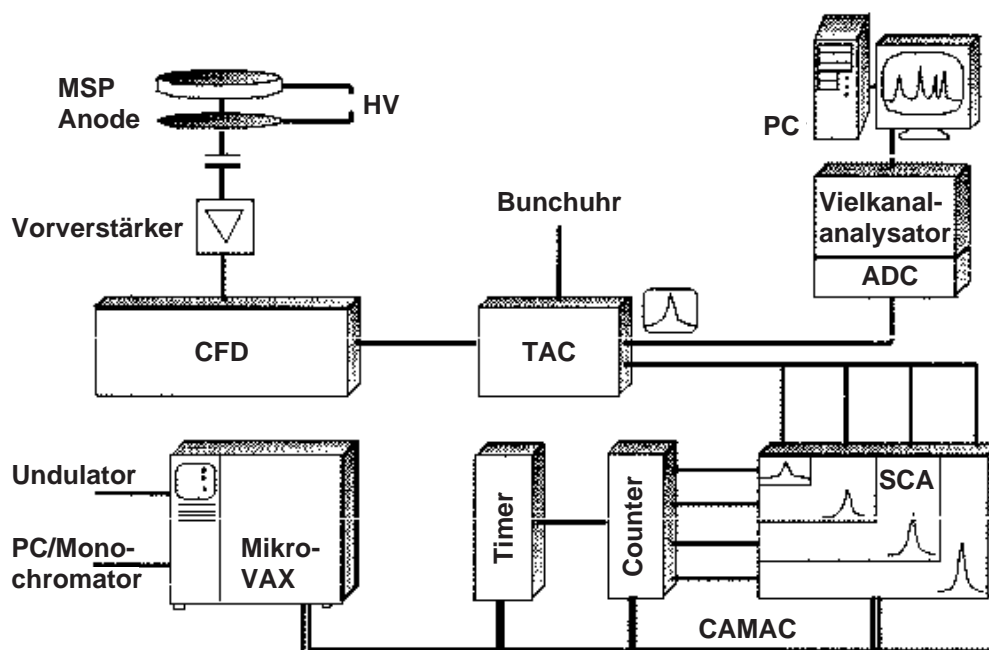 MSP
Anode
HV
PC
Vorverstärker
Bunchuhr
Vielkanal-
analysator
ADC
CFD
TAC
Undulator
PC/Mono-
chromator
Mikro-
VAX
Timer
Counter
SCA
CAMAC